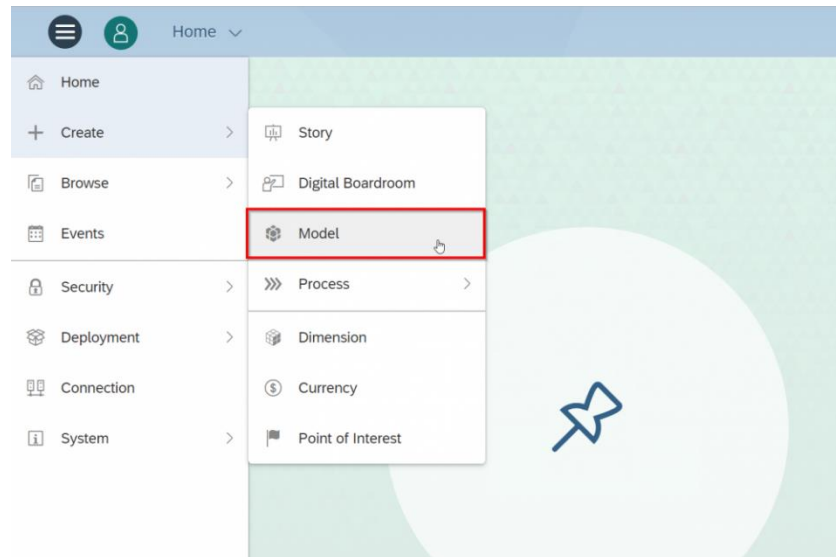 Home
Home
Create
Browse
Events
Security
Deployment
Connection
System
Story
Digital Boardroom
Model
Process
Dimension
Currency
Point of Interest